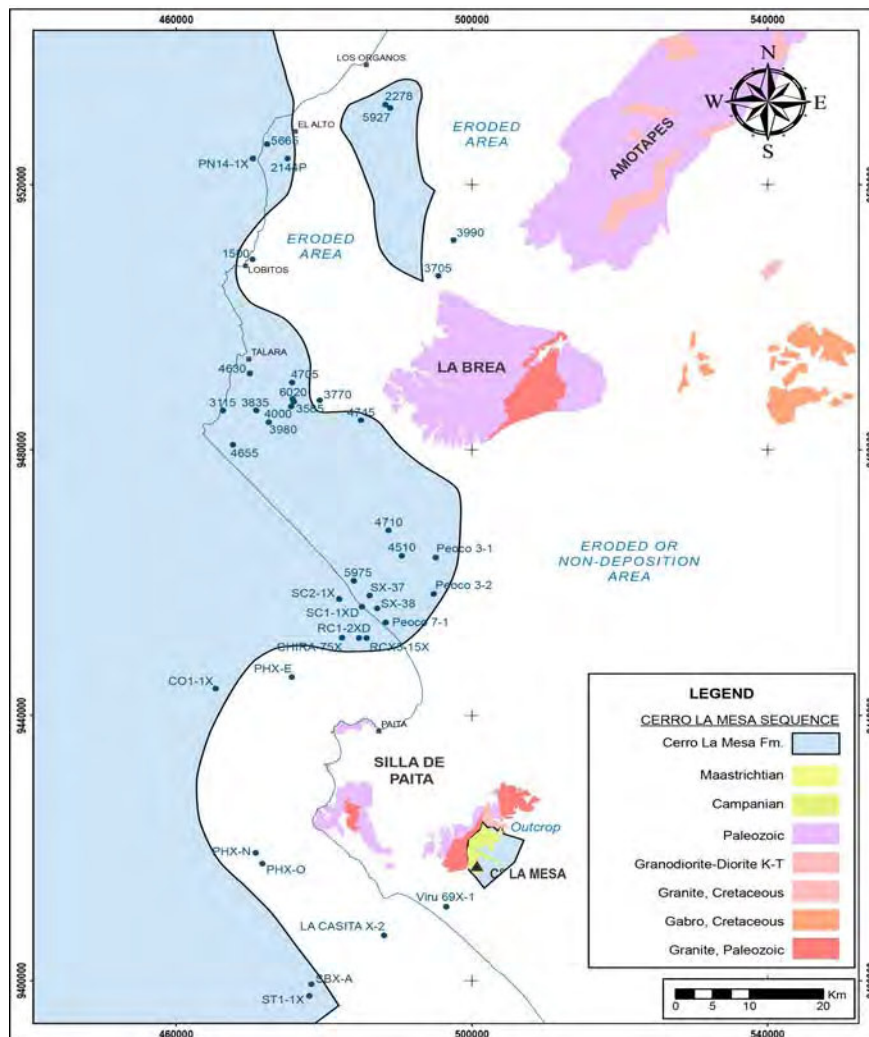 460000
500000
540000
LOS ORGANOS
N
W
E
S
2278
5927
ERODED
AREA
EL ALTO
5665
PN14-1X
2144P
AMOTAPES
9520000
3990
ERODED
AREA
1500
LOBITOS
3705
TALARA
4630
4705
LA BREA
6020
3770
3115
3835
4000
3585
4745
3980
4655
9480000
4710
4510
Peoco 3-1
ERODED OR
NON-DEPOSITION
AREA
5975
SC2-1X
SX-37
Peoco 3-2
SX-38
SC1-1XD
Peoco 7-1
RC1-2XD
CHIRA 75X
RCX3-15X
PHX-E
CO1-1X
9440000
PAITA
SILLA DE
PAITA
Outcrop
PHX-N
PHX-O
Cº LA MESA
Viru 69X-1
LA CASITA X-2
SBX-A
ST1-1X
9400000
LEGEND
CERRO LA MESA SEQUENCE
Cerro La Mesa Fm.
Maastrichtian
Campanian
Paleozoic
Granodiorite-Diorite K-T
Granite, Cretaceous
Gabro, Cretaceous
Granite, Paleozoic
0 5 10 20 Km
460000
500000
540000